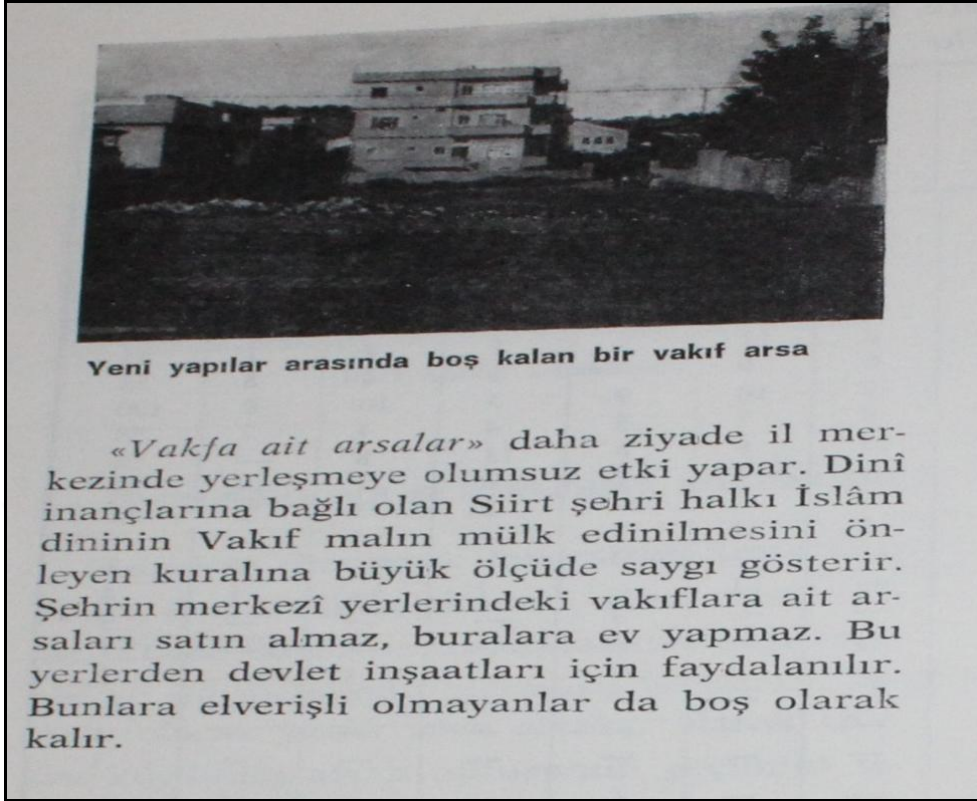 Yeni yapılar arasında boş kalan bir vakıf arsa
«Vakfa ait arsalar» daha ziyade il mer-
kezinde yerleşmeye olumsuz etki yapar. Dinî
inançlarına bağlı olan Siirt şehri halkı İslâm
dininin Vakıf malın mülk edinilmesini ön-
leyen kuralına büyük ölçüde saygı gösterir.
Şehrin merkezî yerlerindeki vakıflara ait ar-
saları satın almaz, buralara ev yapmaz. Bu
yerlerden devlet inşaatları için faydalanılır.
Bunlara elverişli olmayanlar da boş olarak
kalır.